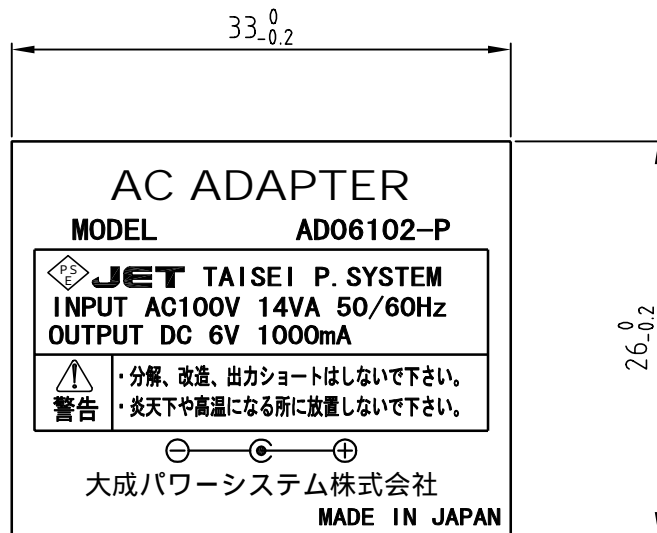 33 0 -0.2
AC ADAPTER
MODEL AD06102-P
PSE JET TAISEI P. SYSTEM
INPUT AC100V 14VA 50/60Hz
OUTPUT DC 6V 1000mA
警告
・分解、改造、出力ショートはしないで下さい。
・炎天下や高温になる所に放置しないで下さい。
大成パワーシステム株式会社
MADE IN JAPAN
26 0 -0.2